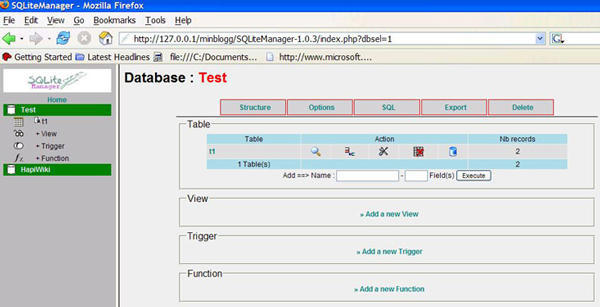 SQLiteManager - Mozilla Firefox
File Edit View Go Bookmarks Tools Help
http://127.0.0.1/minblogg/SQLiteManager-1.0.3/index.php?dbsel=1
Getting Started Latest Headlines file:///C:/Documents... http://www.microsoft....
SQLite
Manager
Home
Test
t1
+ View
+ Trigger
+ Function
HapiWiki
Database : Test
Structure Options SQL Export Delete
Table
Table Action Nb records
t1 2
1 Table(s) 2
Add ==> Name : - Field(s) Execute
View
» Add a new View
Trigger
» Add a new Trigger
Function
» Add a new Function